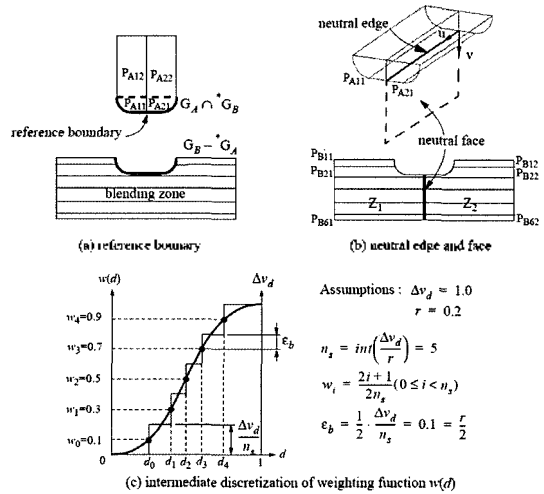 (a) reference bounary
P_A12 P_A22
P_A11 P_A21
G_A ∩ *G_B
reference boundary
G_B − *G_A
blending zone
(b) neutral edge and face
neutral edge
u
v
P_A11
P_A21
neutral face
P_B11 P_B12
P_B21 P_B22
Z_1 Z_2
P_B61 P_B62
w(d) Δv_d
w_4=0.9
w_3=0.7
w_2=0.5
w_1=0.3
w_0=0.1
ε_b
Δv_d / n_s
0 d_0 d_1 d_2 d_3 d_4 1 d
Assumptions : Δv_d = 1.0
r = 0.2
n_s = int(Δv_d / r) = 5
w_i = (2i+1) / (2n_s) (0 ≤ i < n_s)
ε_b = 1/2 · Δv_d / n_s = 0.1 = r/2
(c) intermediate discretization of weighting function w(d)